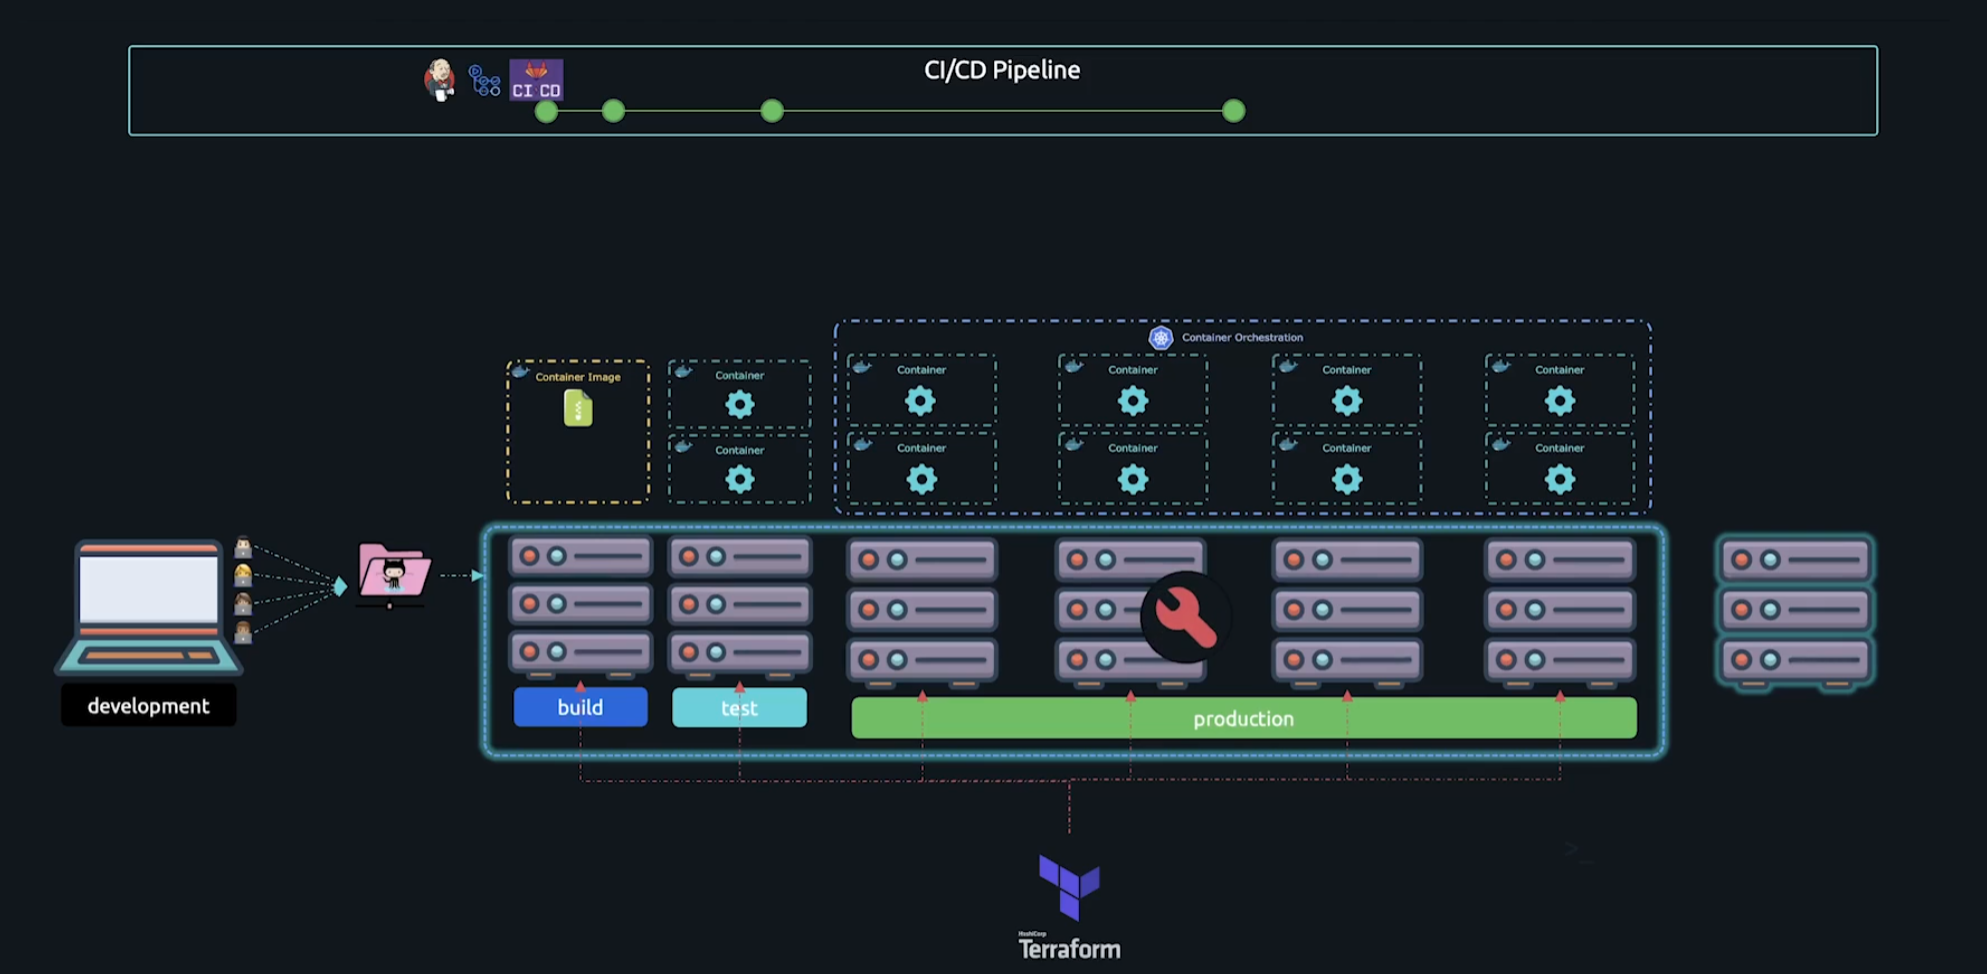 CI/CD Pipeline
CI CD
Container Orchestration
Container Image
Container
Container
Container
Container
Container
Container
Container
Container
Container
Container
development
build
test
production
>_
HashiCorp
Terraform